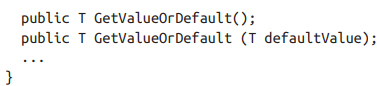 public T GetValueOrDefault();
public T GetValueOrDefault (T defaultValue);
...
}